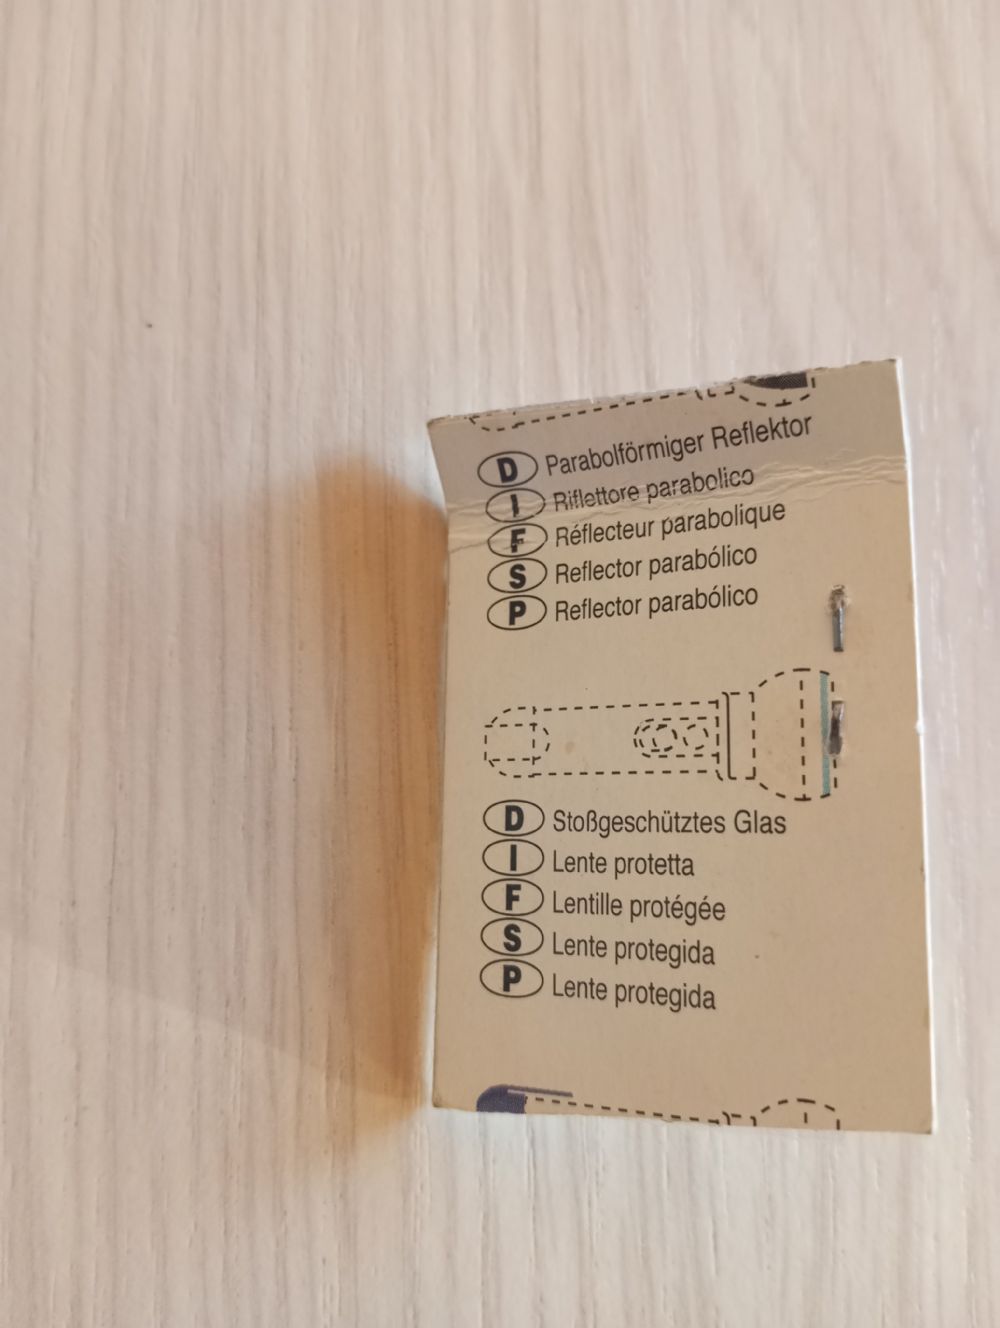 D Parabolförmiger Reflektor
I Riflettore parabolico
F Réflecteur parabolique
S Reflector parabólico
P Reflector parabólico
D Stoßgeschütztes Glas
I Lente protetta
F Lentille protégée
S Lente protegida
P Lente protegida